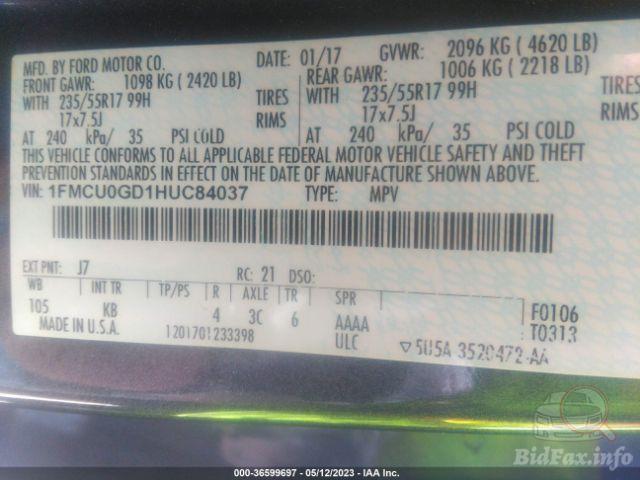 MFD. BY FORD MOTOR CO.
DATE: 01/17 GVWR: 2096 KG ( 4620 LB)
FRONT GAWR: 1098 KG ( 2420 LB)
REAR GAWR: 1006 KG ( 2218 LB)
WITH 235/55R17 99H TIRES
WITH 235/55R17 99H TIRES
17x7.5J RIMS
17x7.5J RIMS
AT 240 kPa/ 35 PSI COLD
AT 240 kPa/ 35 PSI COLD
THIS VEHICLE CONFORMS TO ALL APPLICABLE FEDERAL MOTOR VEHICLE SAFETY AND THEFT
PREVENTION STANDARDS IN EFFECT ON THE DATE OF MANUFACTURE SHOWN ABOVE.
VIN: 1FMCU0GD1HUC84037 TYPE: MPV
EXT PNT: J7 RC: 21 DSO:
WB INT TR TP/PS R AXLE TR SPR
105 KB 4 3C 6 AAAA F0106
MADE IN U.S.A. 1201701233398 ULC T0313
▽5U5A 3520472-AA
BidFax.info
000-36599697 - 05/12/2023 - IAA Inc.